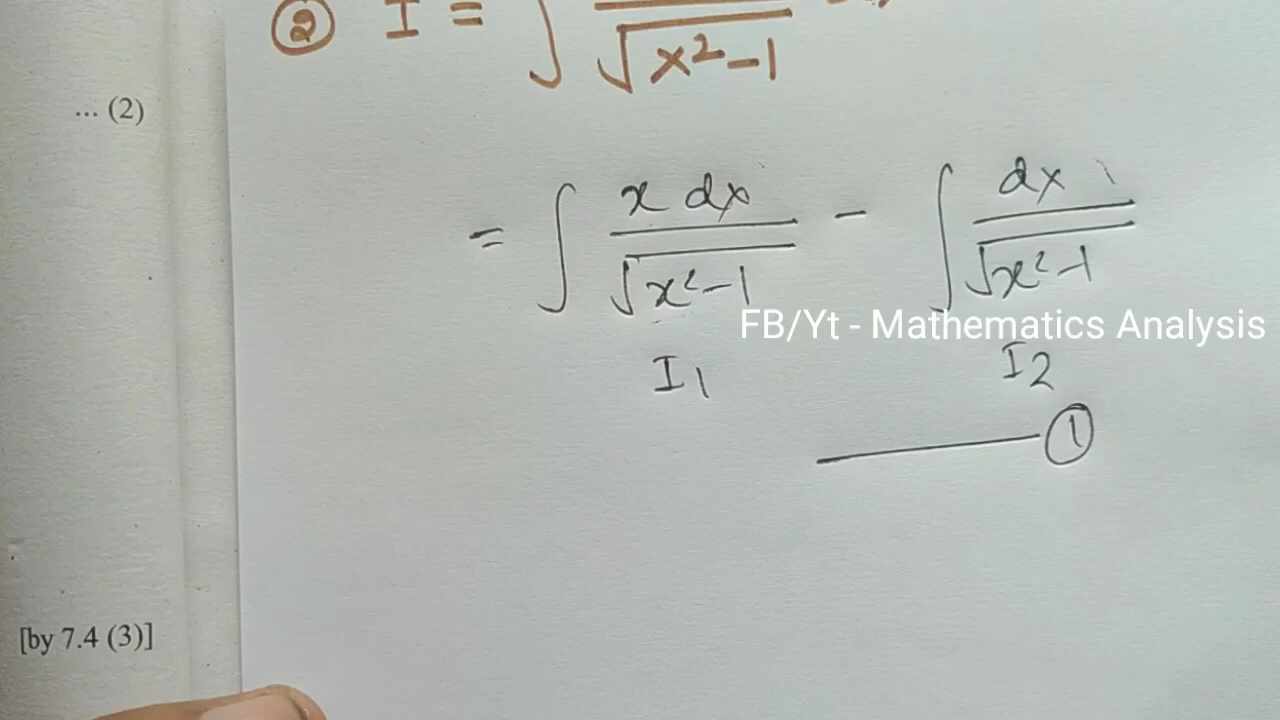 ② I = ∫ / √x²-1
... (2)
= ∫ x dx / √x²-1 - ∫ dx / √x²-1
FB/Yt - Mathematics Analysis
I1 I2
①
[by 7.4 (3)]